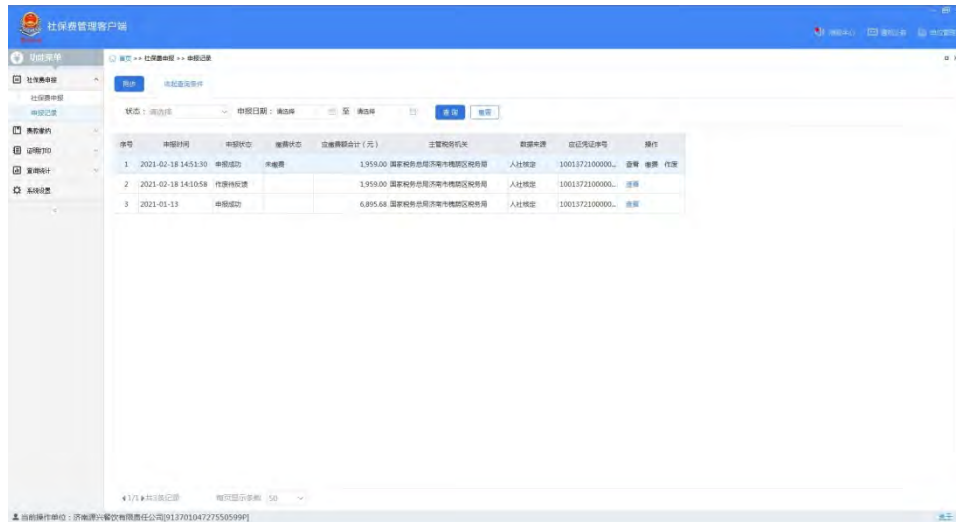 社保费管理客户端
功能菜单
首页 >> 社保费申报 >> 申报记录
社保费申报
社保费申报
申报记录
费款缴纳
证明打印
查询统计
系统设置
同步 收起查询条件
状态： 请选择 申报日期： 请选择 至 请选择 查询 重置
序号 申报时间 申报状态 缴费状态 应缴费额合计（元） 主管税务机关 数据来源 应征凭证序号 操作
1 2021-02-18 14:51:30 申报成功 未缴费 1,959.00 国家税务总局济南市槐荫区税务局 人社核定 1001372100000... 查看 缴费 作废
2 2021-02-18 14:10:58 作废待反馈 1,959.00 国家税务总局济南市槐荫区税务局 人社核定 1001372100000... 查看
3 2021-01-13 申报成功 6,895.68 国家税务总局济南市槐荫区税务局 人社核定 1001372100000... 查看
1/1 共3条记录 每页显示条数 50
当前操作单位：济南源兴餐饮有限责任公司[91370104727550599P] 关于